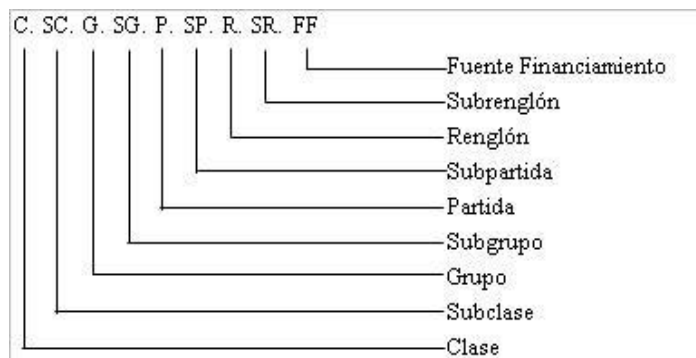 C. SC. G. SG. P. SP. R. SR. FF
Fuente Financiamiento
Subrenglón
Renglón
Subpartida
Partida
Subgrupo
Grupo
Subclase
Clase